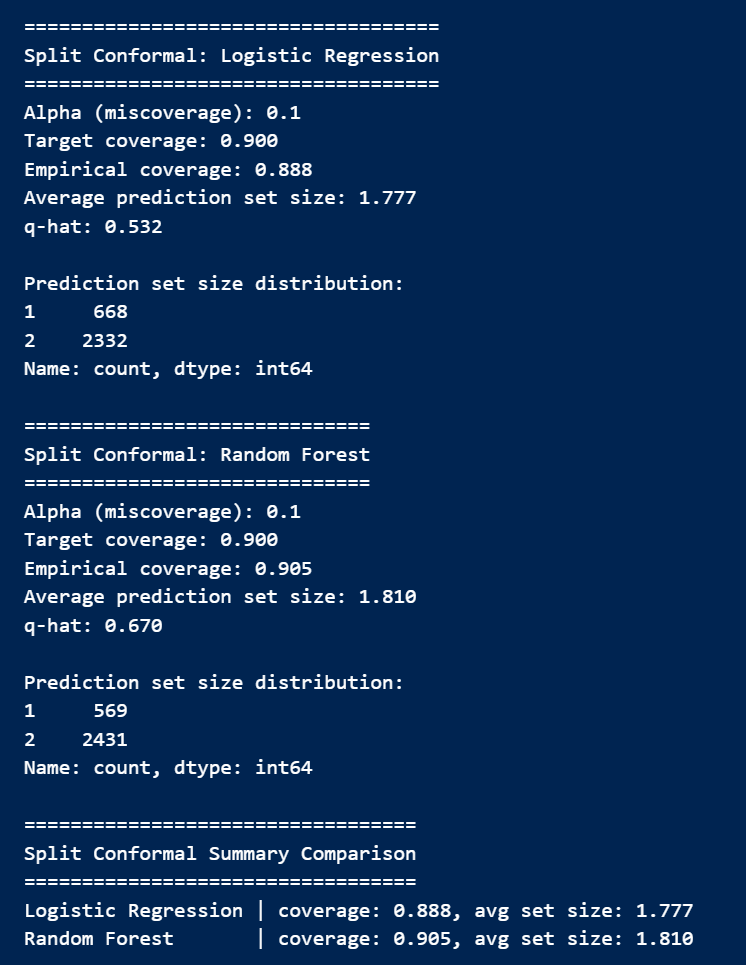 ====================================
Split Conformal: Logistic Regression
====================================
Alpha (miscoverage): 0.1
Target coverage: 0.900
Empirical coverage: 0.888
Average prediction set size: 1.777
q-hat: 0.532

Prediction set size distribution:
1     668
2    2332
Name: count, dtype: int64

==============================
Split Conformal: Random Forest
==============================
Alpha (miscoverage): 0.1
Target coverage: 0.900
Empirical coverage: 0.905
Average prediction set size: 1.810
q-hat: 0.670

Prediction set size distribution:
1     569
2    2431
Name: count, dtype: int64

==================================
Split Conformal Summary Comparison
==================================
Logistic Regression | coverage: 0.888, avg set size: 1.777
Random Forest       | coverage: 0.905, avg set size: 1.810